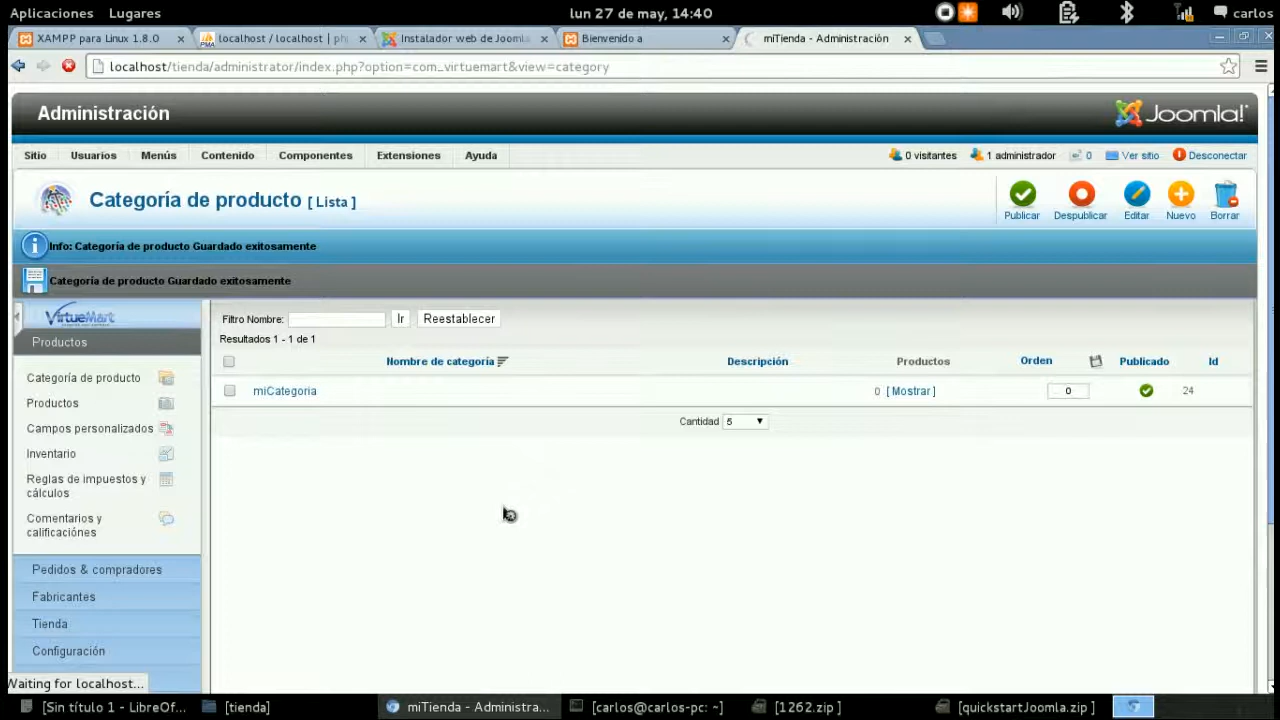 Aplicaciones Lugares lun 27 de may, 14:40 carlos
XAMPP para Linux 1.8.0 localhost / localhost | ph Instalador web de Joomla Bienvenido a miTienda - Administración
localhost/tienda/administrator/index.php?option=com_virtuemart&view=category
Administración Joomla!
Sitio Usuarios Menús Contenido Componentes Extensiones Ayuda 0 visitantes 1 administrador 0 Ver sitio Desconectar
Categoría de producto [ Lista ]
Publicar Despublicar Editar Nuevo Borrar
Info: Categoría de producto Guardado exitosamente
Categoría de producto Guardado exitosamente
VirtueMart
Filtro Nombre: Ir Reestablecer
Productos
Resultados 1 - 1 de 1
Nombre de categoría Descripción Productos Orden Publicado Id
Categoría de producto
miCategoria 0 [ Mostrar ] 0 24
Productos
Cantidad 5
Campos personalizados
Inventario
Reglas de impuestos y
cálculos
Comentarios y
calificaciónes
Pedidos & compradores
Fabricantes
Tienda
Configuración
Waiting for localhost...
[Sin título 1 - LibreOf... [tienda] miTienda - Administra... [carlos@carlos-pc: ~] [1262.zip ] [quickstartJoomla.zip ]